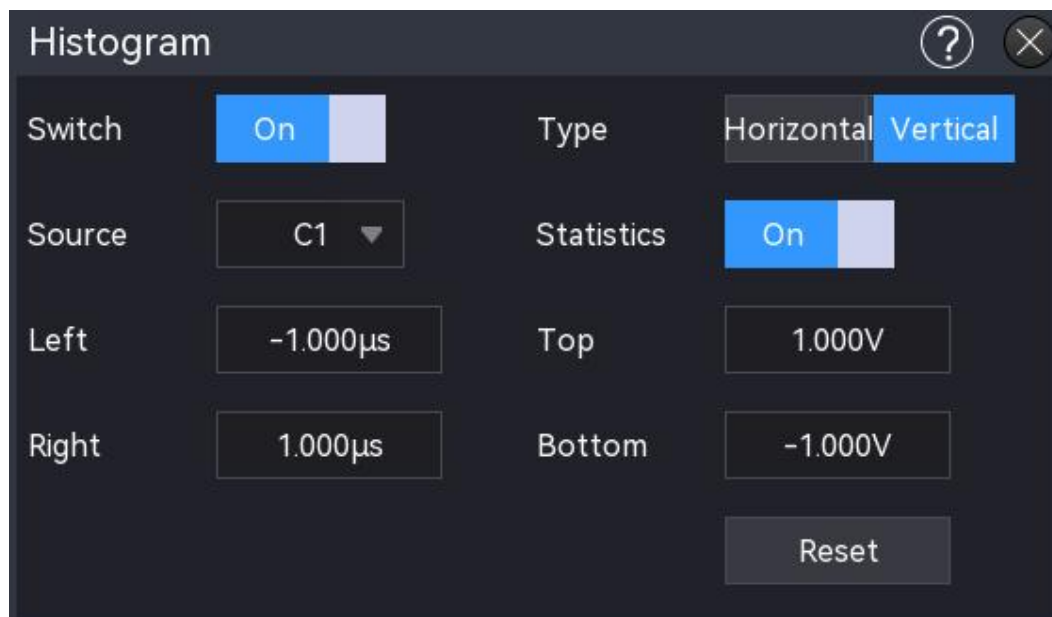 Histogram ?
Switch On Type Horizontal Vertical
Source C1 Statistics On
Left -1.000µs Top 1.000V
Right 1.000µs Bottom -1.000V
Reset